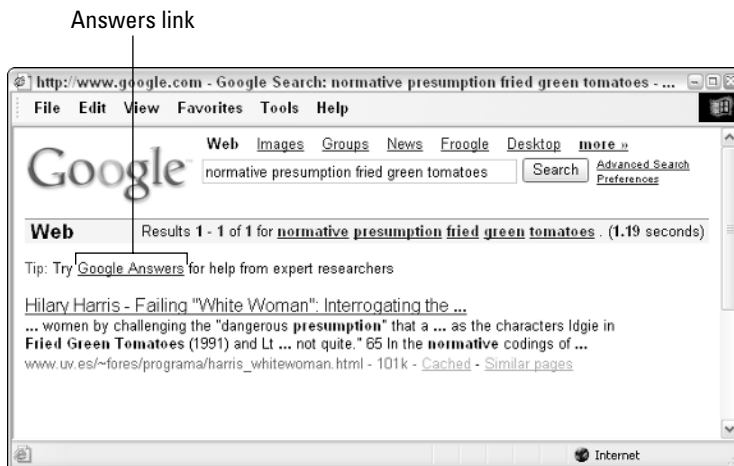 Answers link
http://www.google.com - Google Search: normative presumption fried green tomatoes - ...
File Edit View Favorites Tools Help
Google
Web Images Groups News Froogle Desktop more »
normative presumption fried green tomatoes Search Advanced Search
Preferences
Web Results 1 - 1 of 1 for normative presumption fried green tomatoes . (1.19 seconds)
Tip: Try Google Answers for help from expert researchers
Hilary Harris - Failing "White Woman": Interrogating the ...
... women by challenging the "dangerous presumption" that a ... as the characters Idgie in
Fried Green Tomatoes (1991) and Lt ... not quite." 65 In the normative codings of ...
www.uv.es/~fores/programa/harris_whitewoman.html - 101k - Cached - Similar pages
Internet